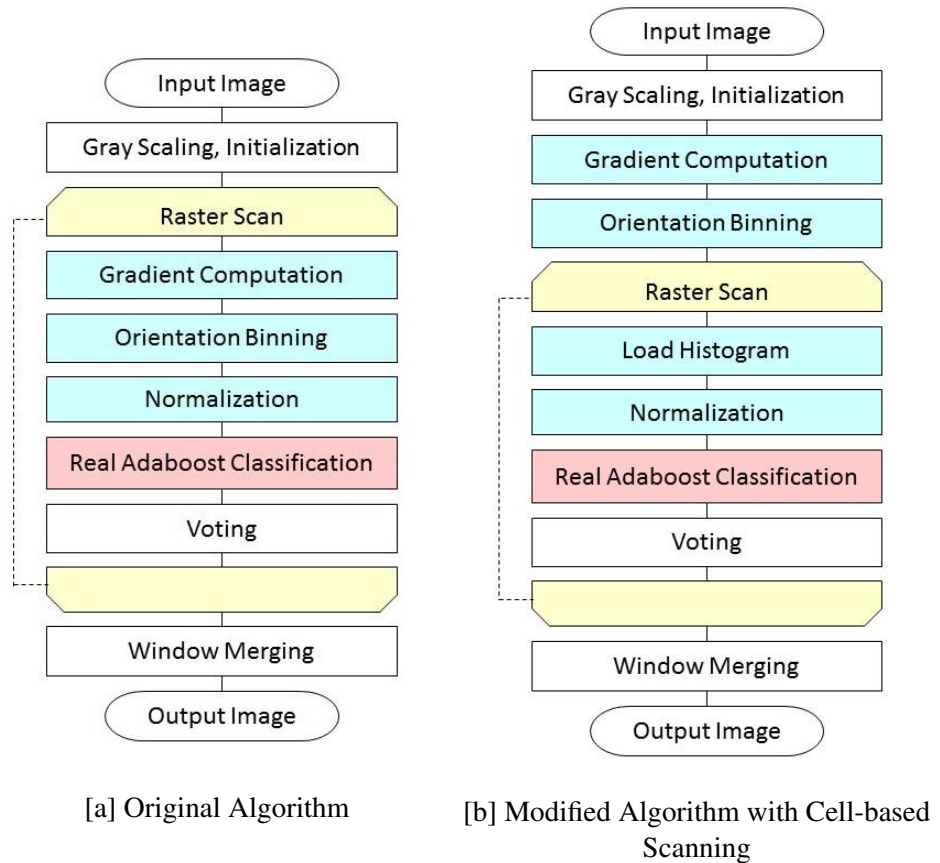 Input Image
Gray Scaling, Initialization
Raster Scan
Gradient Computation
Orientation Binning
Normalization
Real Adaboost Classification
Voting
Window Merging
Output Image
[a] Original Algorithm
Input Image
Gray Scaling, Initialization
Gradient Computation
Orientation Binning
Raster Scan
Load Histogram
Normalization
Real Adaboost Classification
Voting
Window Merging
Output Image
[b] Modified Algorithm with Cell-based
Scanning